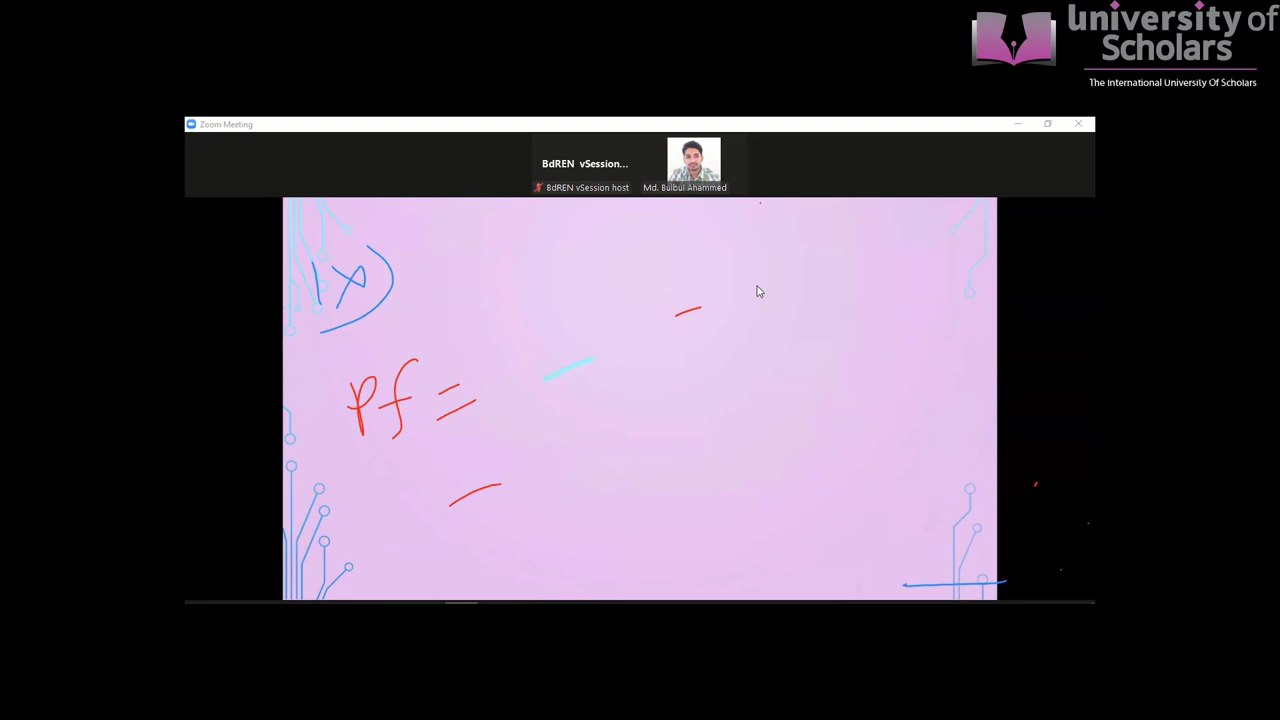 university of
Scholars
The International University Of Scholars
Zoom Meeting
BdREN vSession...
BdREN vSession host
Md. Bulbul Ahammed
Pf =